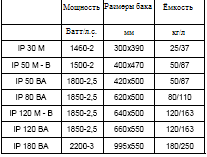 Мощность Размеры бака Ёмкость
Ватт/л.с. мм кг/л
IP 30 M 1460-2 300x390 25/37
IP 50 M - B 1500-2 400x470 50/87
IP 50 BA 1800-2,5 420x500 50/87
IP 80 BA 1850-2,5 620x500 80/110
IP 120 M - B 1850-2,5 640x500 120/163
IP 120 BA 1850-2,5 660x550 120/163
IP 180 BA 2200-3 995x550 180/250